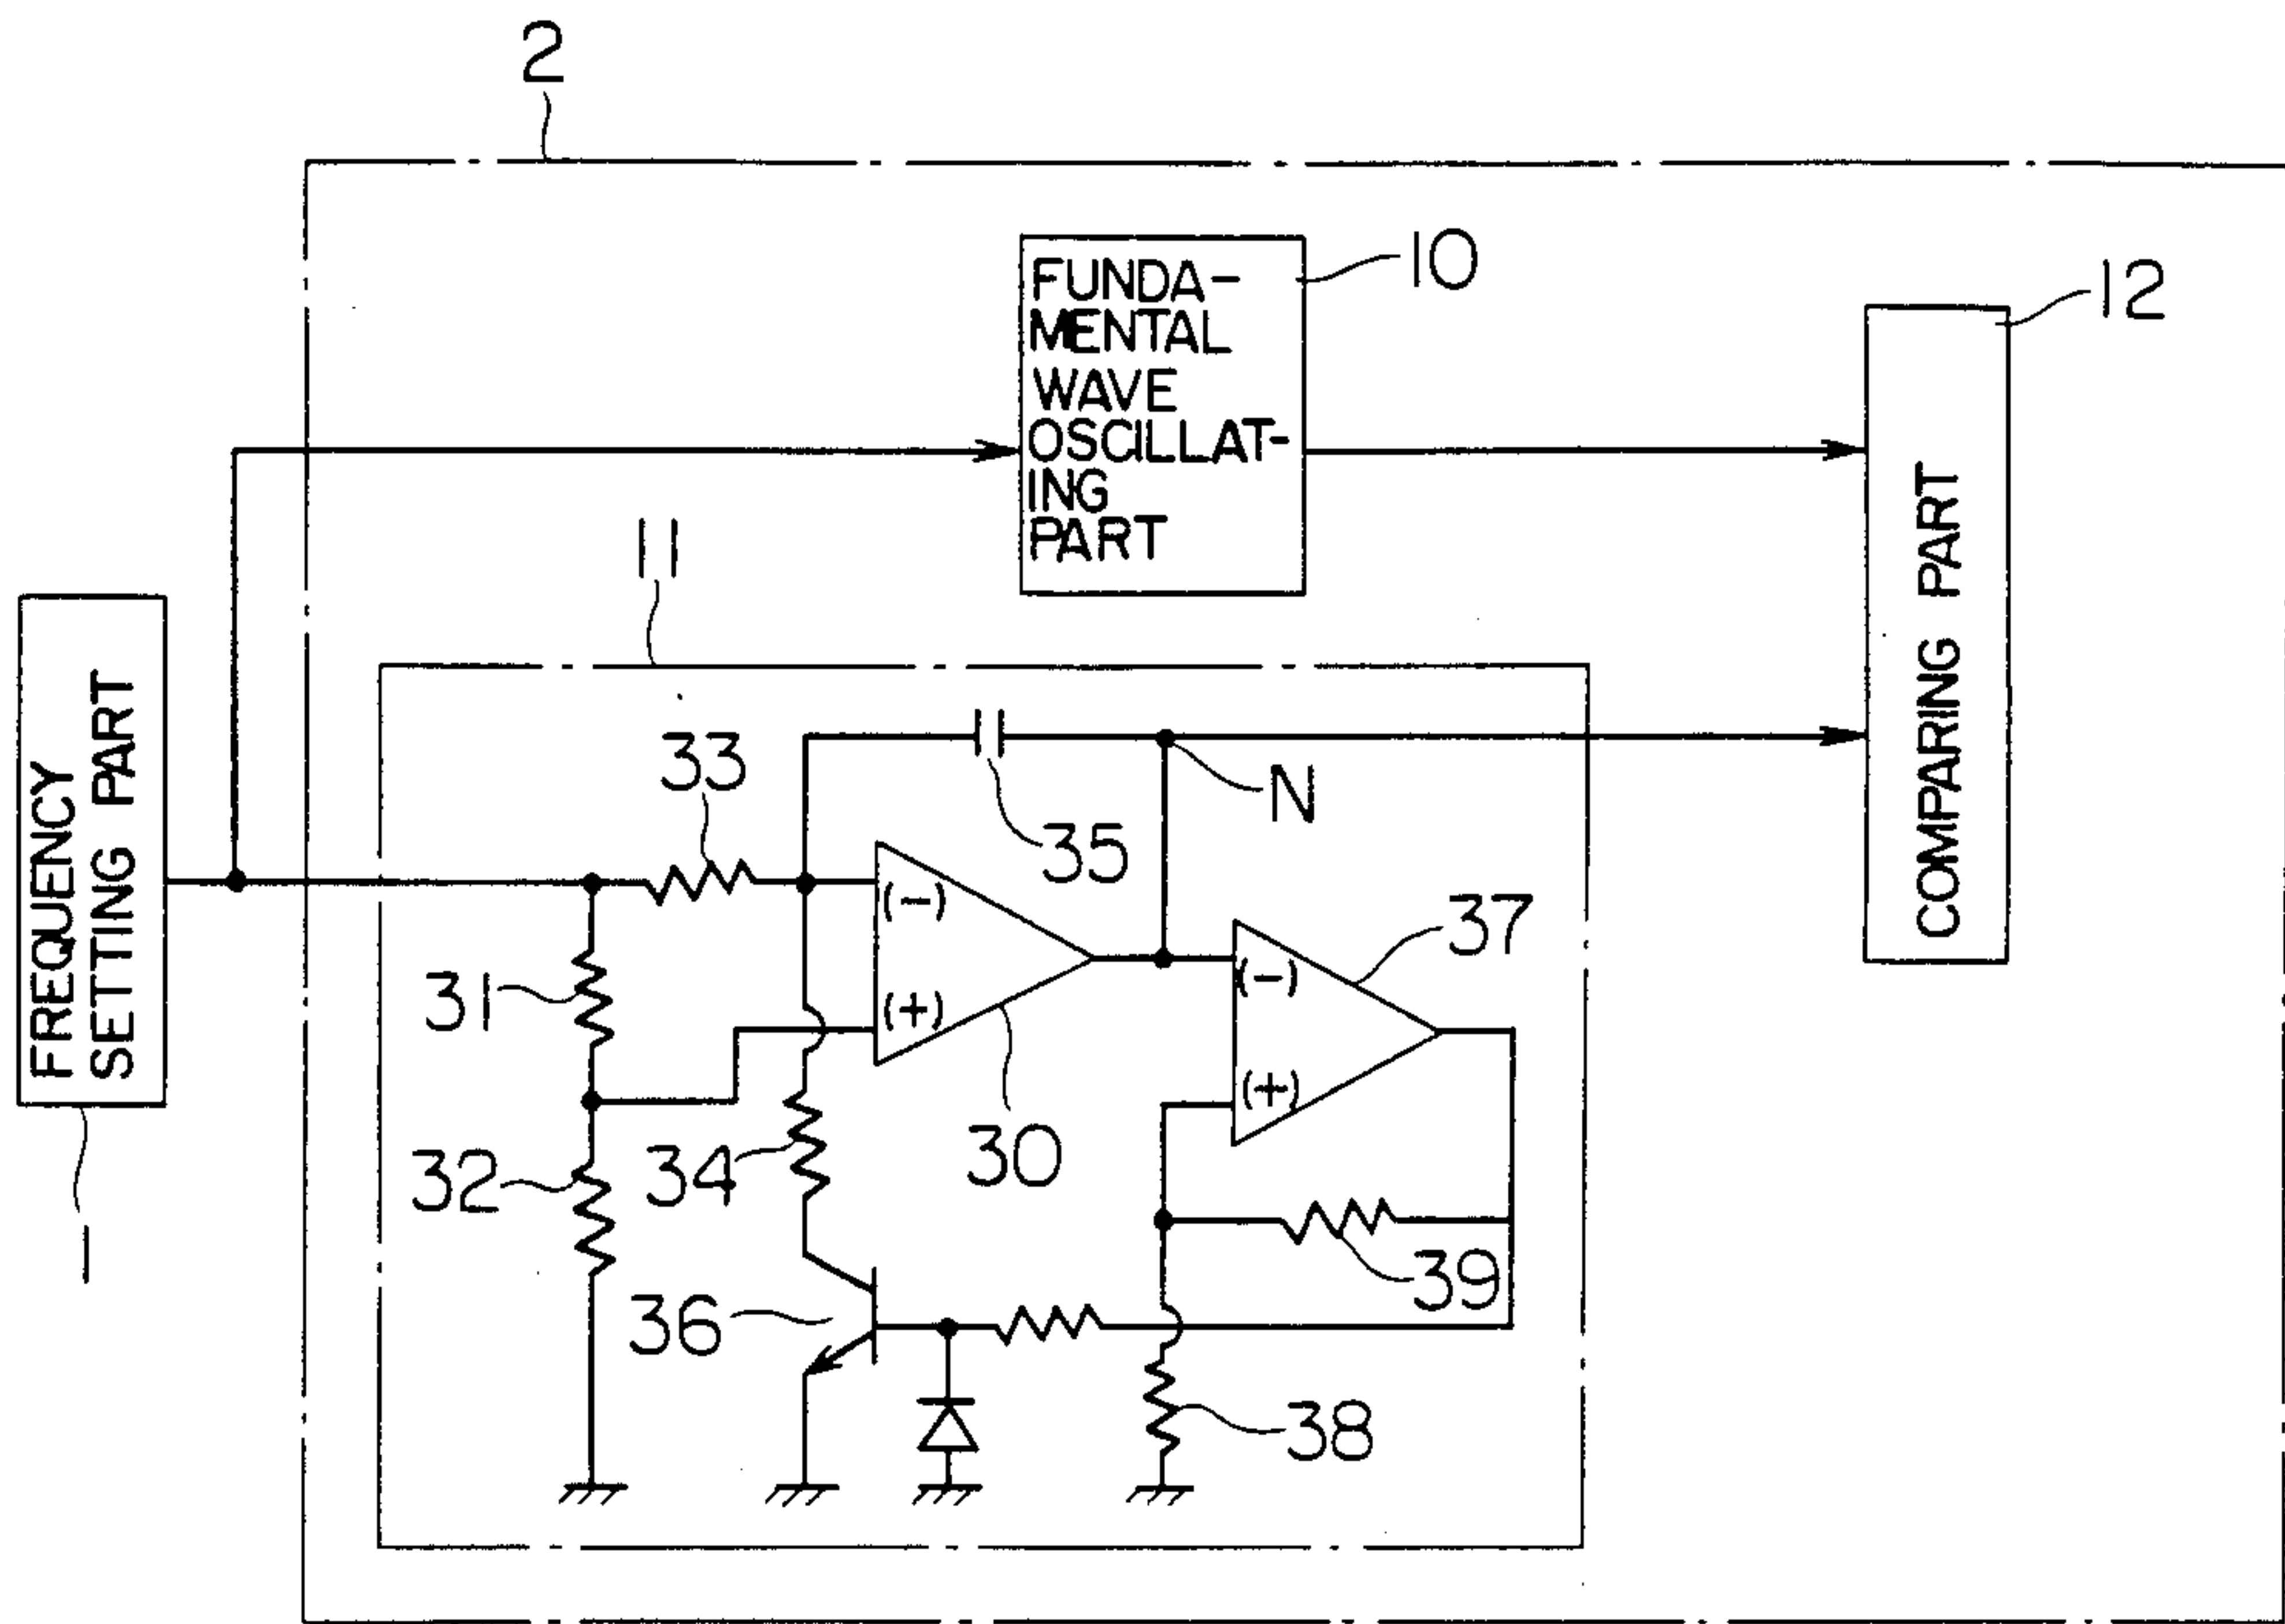 2
10
FUNDA-
MENTAL
WAVE
OSCILLAT-
ING
PART
12
COMPARING PART
11
FREQUENCY
SETTING PART
1
33
35
N
(-)
(+)
30
31
32
34
37
(-)
(+)
39
36
38